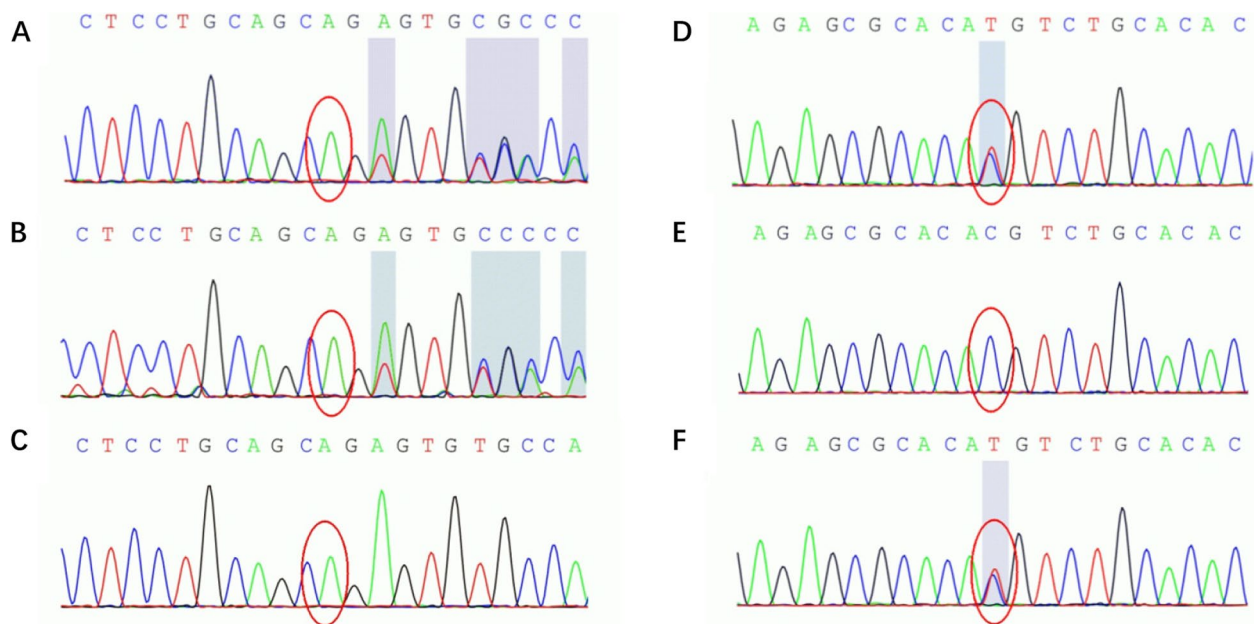 A
C T C C T G C A G C A G A G T G C G C C C
B
C T C C T G C A G C A G A G T G C C C C C
C
C T C C T G C A G C A G A G T G T G C C A
D
A G A G C G C A C A T G T C T G C A C A C
E
A G A G C G C A C A C G T C T G C A C A C
F
A G A G C G C A C A T G T C T G C A C A C